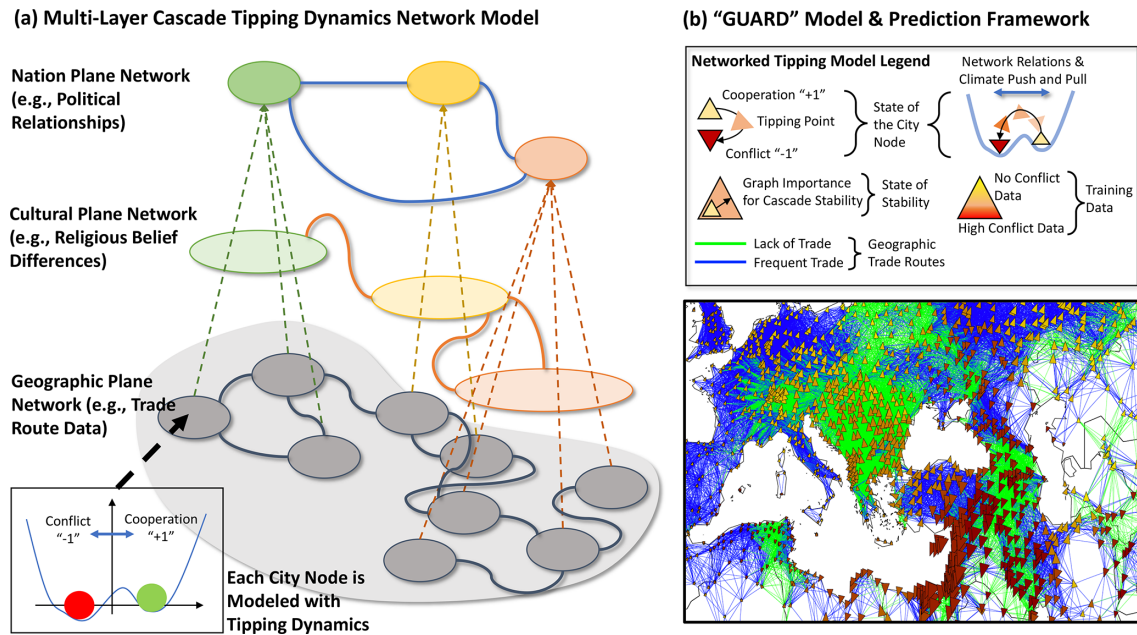 (a) Multi-Layer Cascade Tipping Dynamics Network Model
Nation Plane Network
(e.g., Political
Relationships)
Cultural Plane Network
(e.g., Religious Belief
Differences)
Geographic Plane
Network (e.g., Trade
Route Data)
Conflict
"-1"
Cooperation
"+1"
Each City Node is
Modeled with
Tipping Dynamics
(b) "GUARD" Model & Prediction Framework
Networked Tipping Model Legend
Cooperation "+1"
Tipping Point
Conflict "-1"
State of
the City
Node
Network Relations &
Climate Push and Pull
Graph Importance
for Cascade Stability
State of
Stability
No Conflict
Data
High Conflict Data
Training
Data
Lack of Trade
Frequent Trade
Geographic
Trade Routes